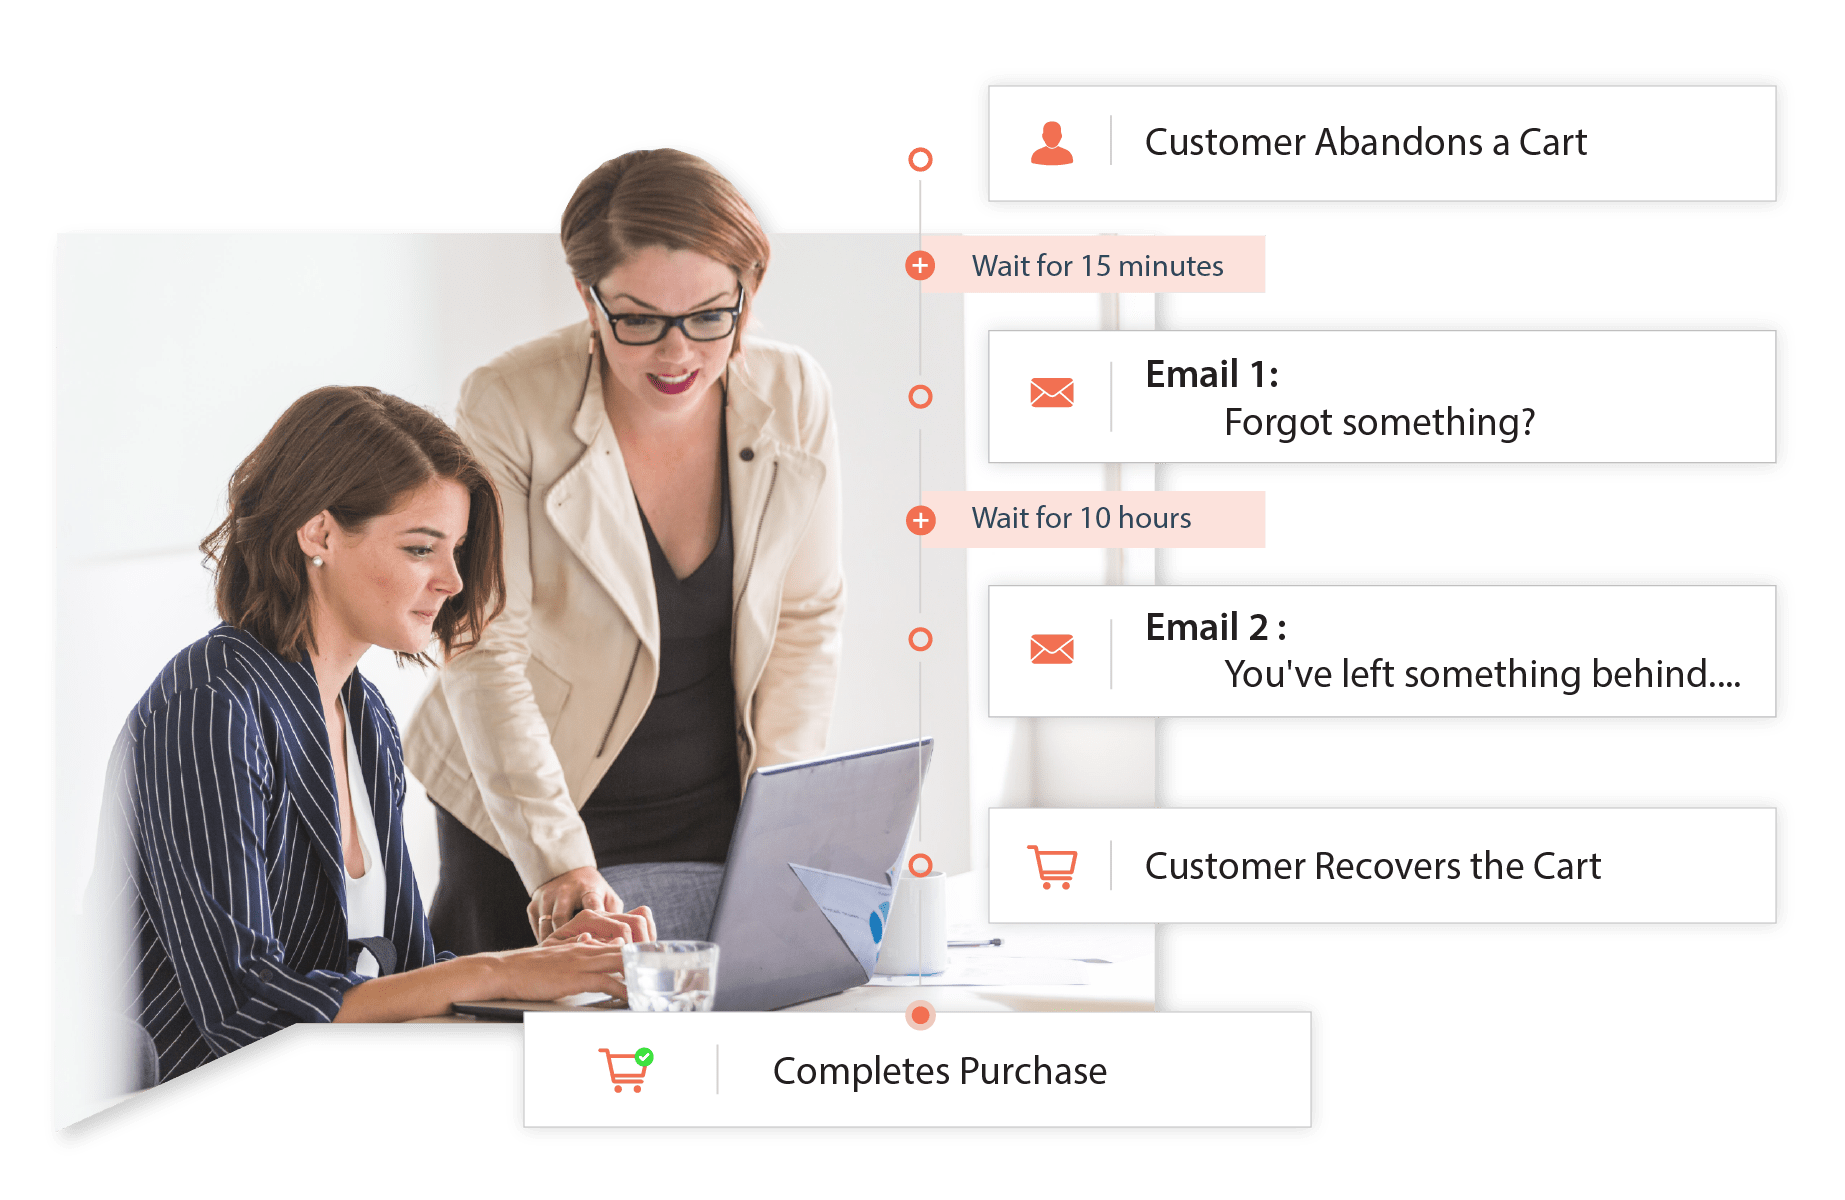 Customer Abandons a Cart
Wait for 15 minutes
Email 1:
Forgot something?
Wait for 10 hours
Email 2 :
You've left something behind....
Customer Recovers the Cart
Completes Purchase